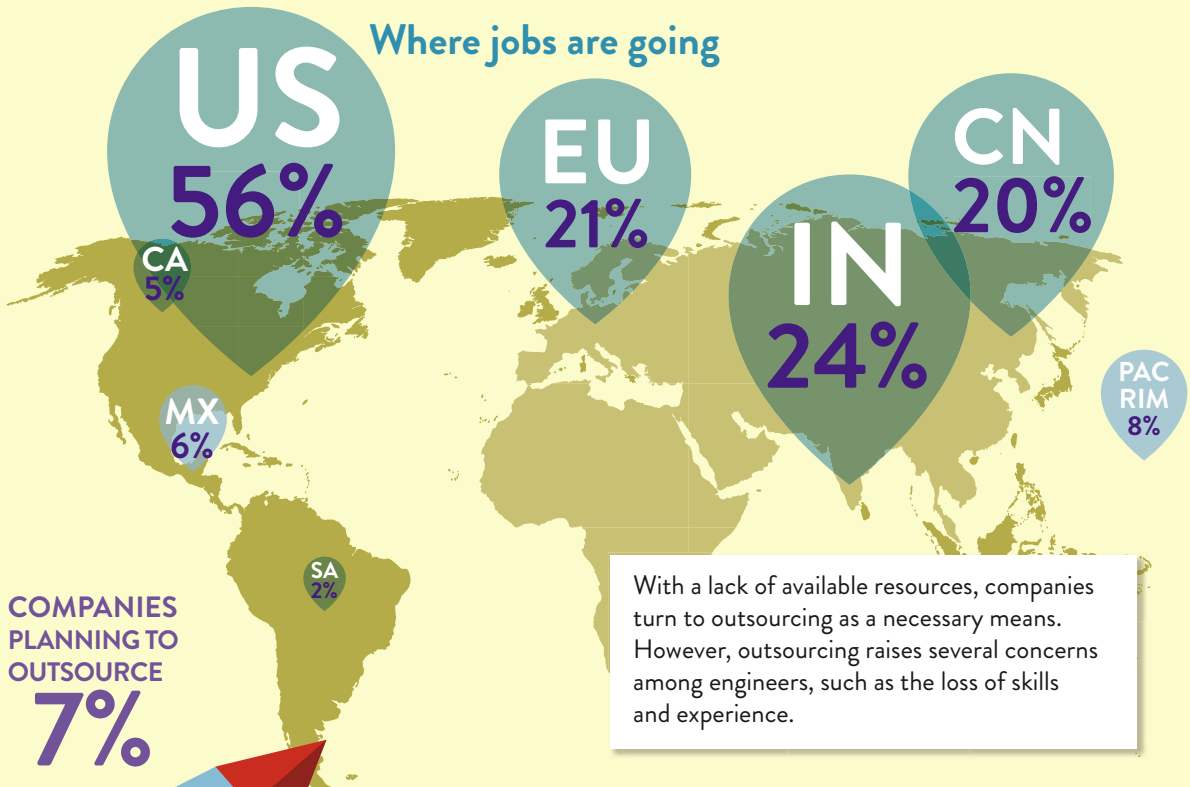 Where jobs are going
US
56%
CA
5%
MX
6%
SA
2%
EU
21%
IN
24%
CN
20%
PAC
RIM
8%
COMPANIES
PLANNING TO
OUTSOURCE
7%
With a lack of available resources, companies
turn to outsourcing as a necessary means.
However, outsourcing raises several concerns
among engineers, such as the loss of skills
and experience.